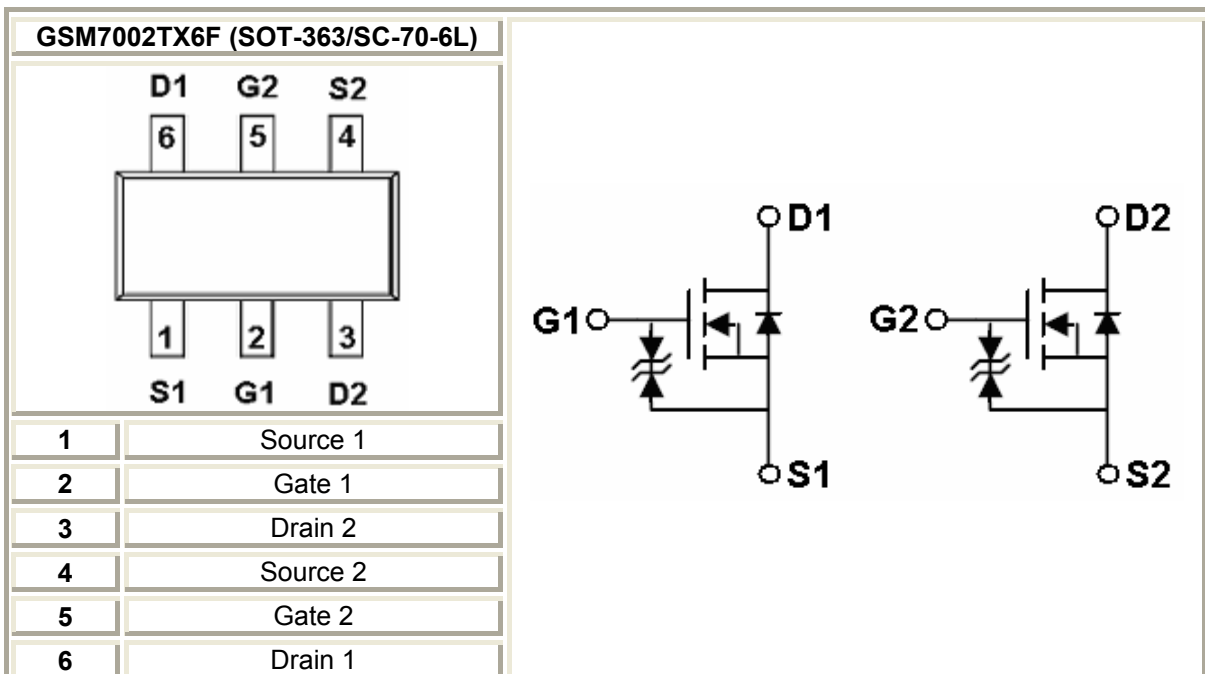 GSM7002TX6F (SOT-363/SC-70-6L)
D1 G2 S2
6 5 4
1 2 3
S1 G1 D2
1 Source 1
2 Gate 1
3 Drain 2
4 Source 2
5 Gate 2
6 Drain 1
D1
G1
S1
D2
G2
S2